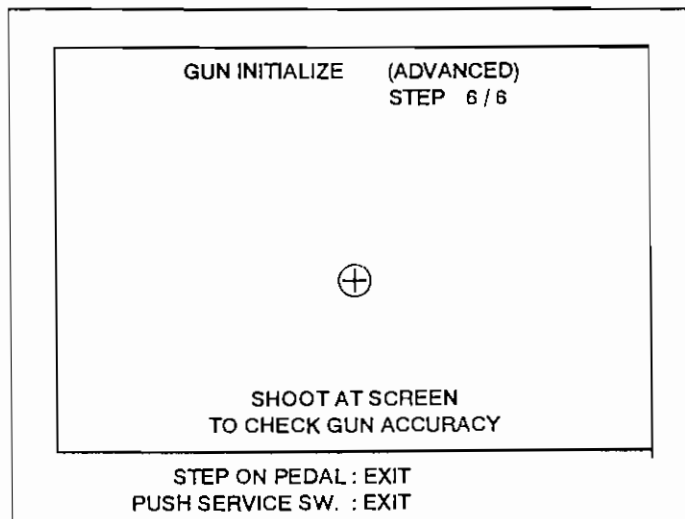 GUN INITIALIZE (ADVANCED)
STEP 6 / 6
SHOOT AT SCREEN
TO CHECK GUN ACCURACY
STEP ON PEDAL : EXIT
PUSH SERVICE SW. : EXIT